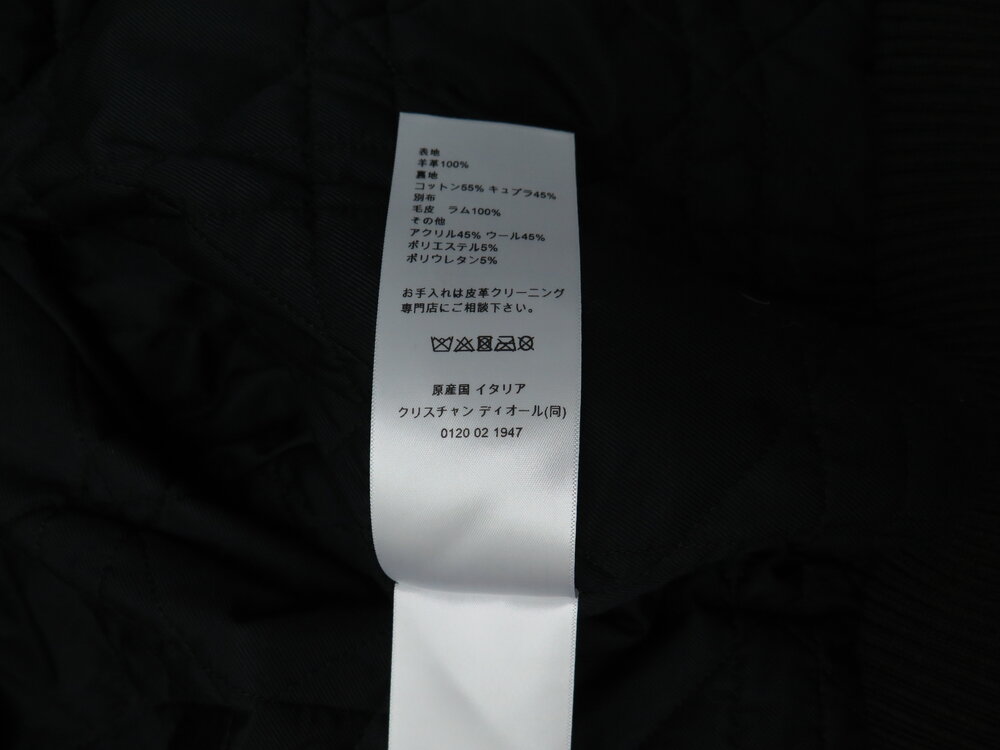 表地
羊革100%
裏地
コットン55% キュプラ45%
別布
毛皮 ラム100%
その他
アクリル45% ウール45%
ポリエステル5%
ポリウレタン5%
お手入れは皮革クリーニング
専門店にご相談下さい。
原産国 イタリア
クリスチャン ディオール(同)
0120 02 1947